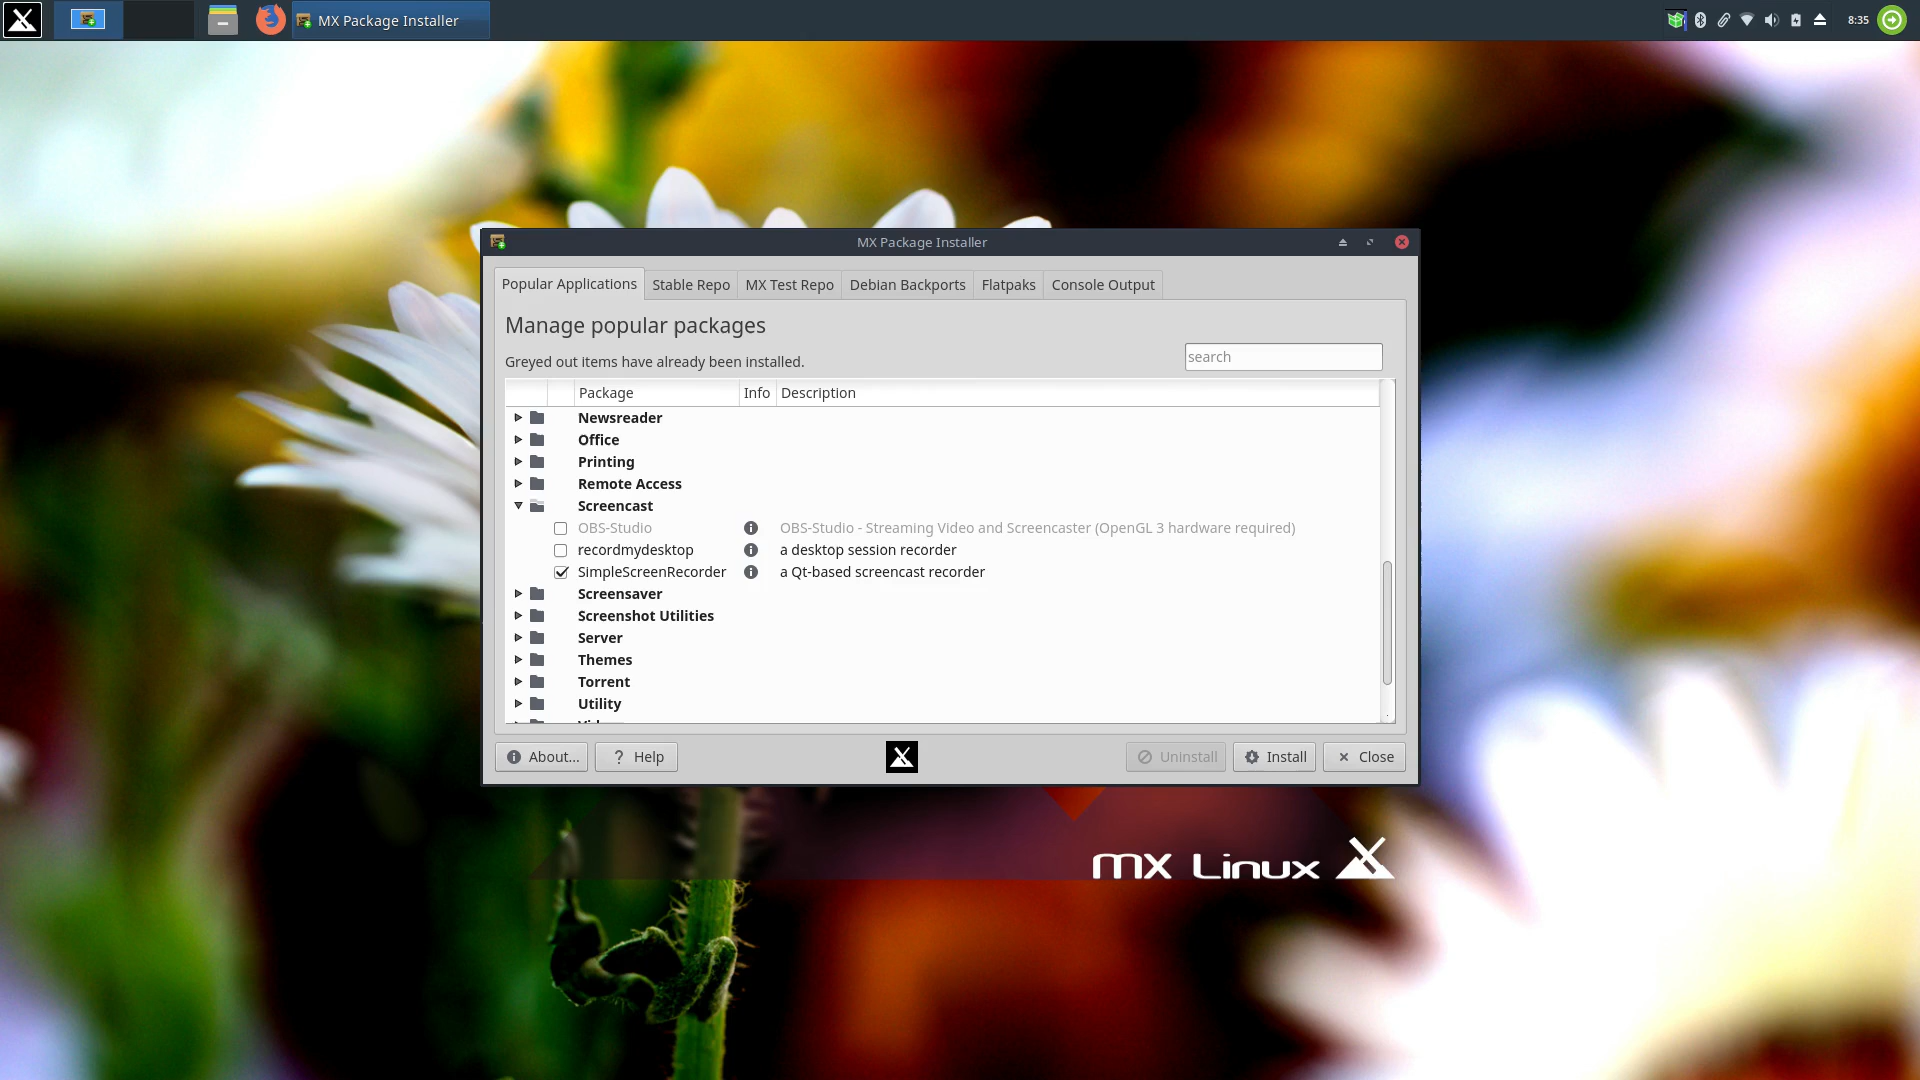 MX Package Installer
8:35
MX Package Installer
Popular Applications
Stable Repo
MX Test Repo
Debian Backports
Flatpaks
Console Output
Manage popular packages
Greyed out items have already been installed.
search
Package Info Description
Newsreader
Office
Printing
Remote Access
Screencast
OBS-Studio OBS-Studio - Streaming Video and Screencaster (OpenGL 3 hardware required)
recordmydesktop a desktop session recorder
SimpleScreenRecorder a Qt-based screencast recorder
Screensaver
Screenshot Utilities
Server
Themes
Torrent
Utility
About...
? Help
Uninstall
Install
Close
mx Linux